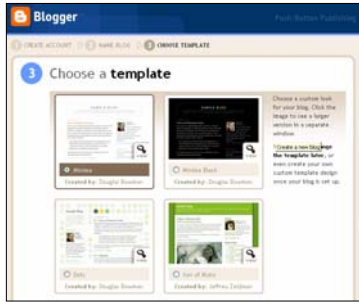 Blogger
Push-Button Publishing
1 CREATE ACCOUNT 2 NAME BLOG 3 CHOOSE TEMPLATE
3 Choose a template
Choose a custom look
for your blog. Click the
image to see a larger
version in a separate
window.
Create a new blog
the template later, or
even create your own
custom template design
once your blog is set up.
Minima
Created by: Douglas Bowman
Minima Black
Created by: Douglas Bowman
Dots
Created by: Douglas Bowman
Son of Moto
Created by: Jeffrey Zeldman